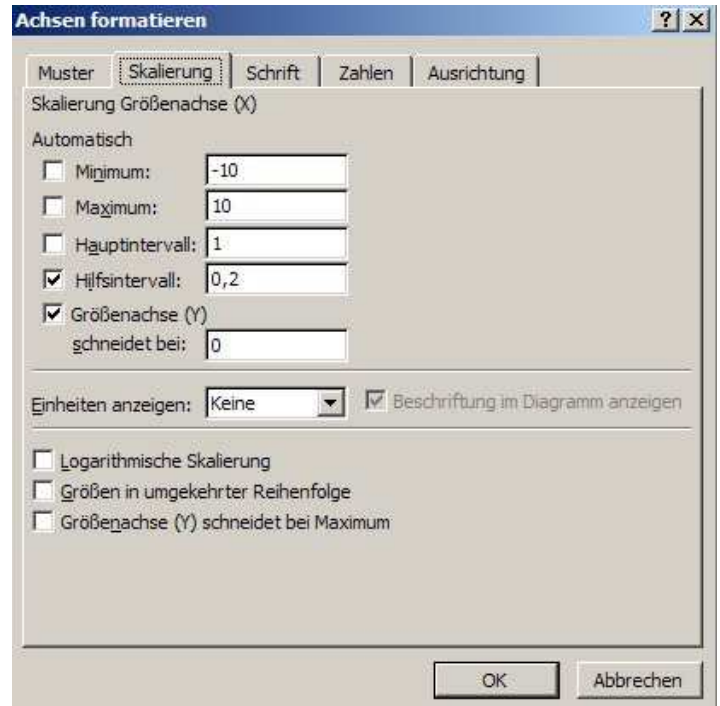 Achsen formatieren
Muster Skalierung Schrift Zahlen Ausrichtung
Skalierung Größenachse (X)
Automatisch
Minimum: -10
Maximum: 10
Hauptintervall: 1
Hilfsintervall: 0,2
Größenachse (Y)
schneidet bei: 0
Einheiten anzeigen: Keine Beschriftung im Diagramm anzeigen
Logarithmische Skalierung
Größen in umgekehrter Reihenfolge
Größenachse (Y) schneidet bei Maximum
OK Abbrechen